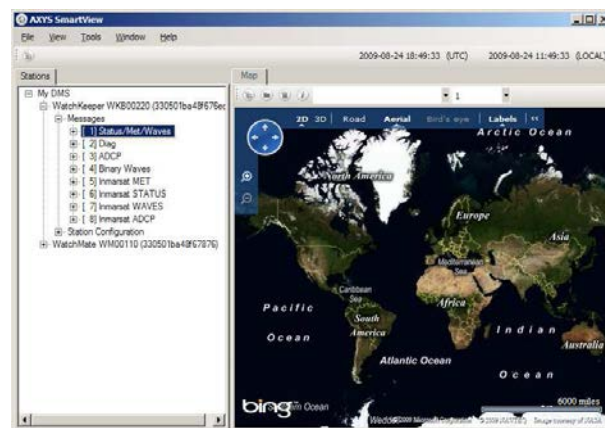 AXYS SmartView
File View Tools Window Help
2009-08-24 18:49:33 (UTC) 2009-08-24 11:49:33 (LOCAL)
Stations
Map
My DMS
WatchKeeper WKB00220
Messages
[ 1] Status/Met/Waves
[ 2] Diag
[ 3] ADCP
[ 4] Binary Waves
[ 5] Inmarsat MET
[ 6] Inmarsat STATUS
[ 7] Inmarsat WAVES
[ 8] Inmarsat ADCP
Station Configuration
WatchMate WM00110 (330501ba48f67876)
1
2D 3D Road Aerial Bird's eye Labels
Arctic Ocean
North America
Europe
Asia
Mediterranean
Sea
Caribbean
Sea
Africa
Pacific
Ocean
South
America
Indian
Ocean
Australia
Atlantic Ocean
6000 miles
bing
Ocean